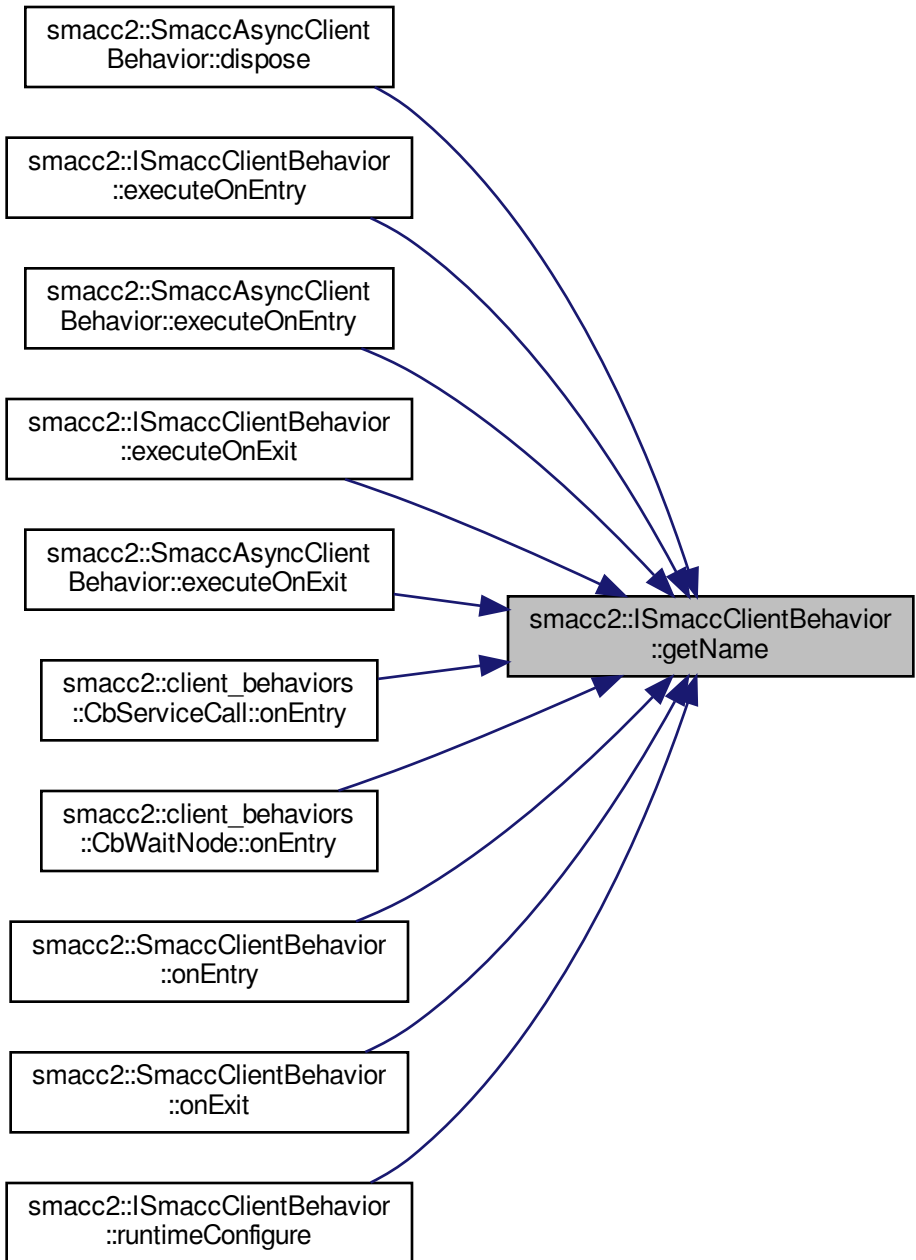 smacc2::SmaccAsyncClient
Behavior::dispose
smacc2::ISmaccClientBehavior
::executeOnEntry
smacc2::SmaccAsyncClient
Behavior::executeOnEntry
smacc2::ISmaccClientBehavior
::executeOnExit
smacc2::SmaccAsyncClient
Behavior::executeOnExit
smacc2::ISmaccClientBehavior
::getName
smacc2::client_behaviors
::CbServiceCall::onEntry
smacc2::client_behaviors
::CbWaitNode::onEntry
smacc2::SmaccClientBehavior
::onEntry
smacc2::SmaccClientBehavior
::onExit
smacc2::ISmaccClientBehavior
::runtimeConfigure